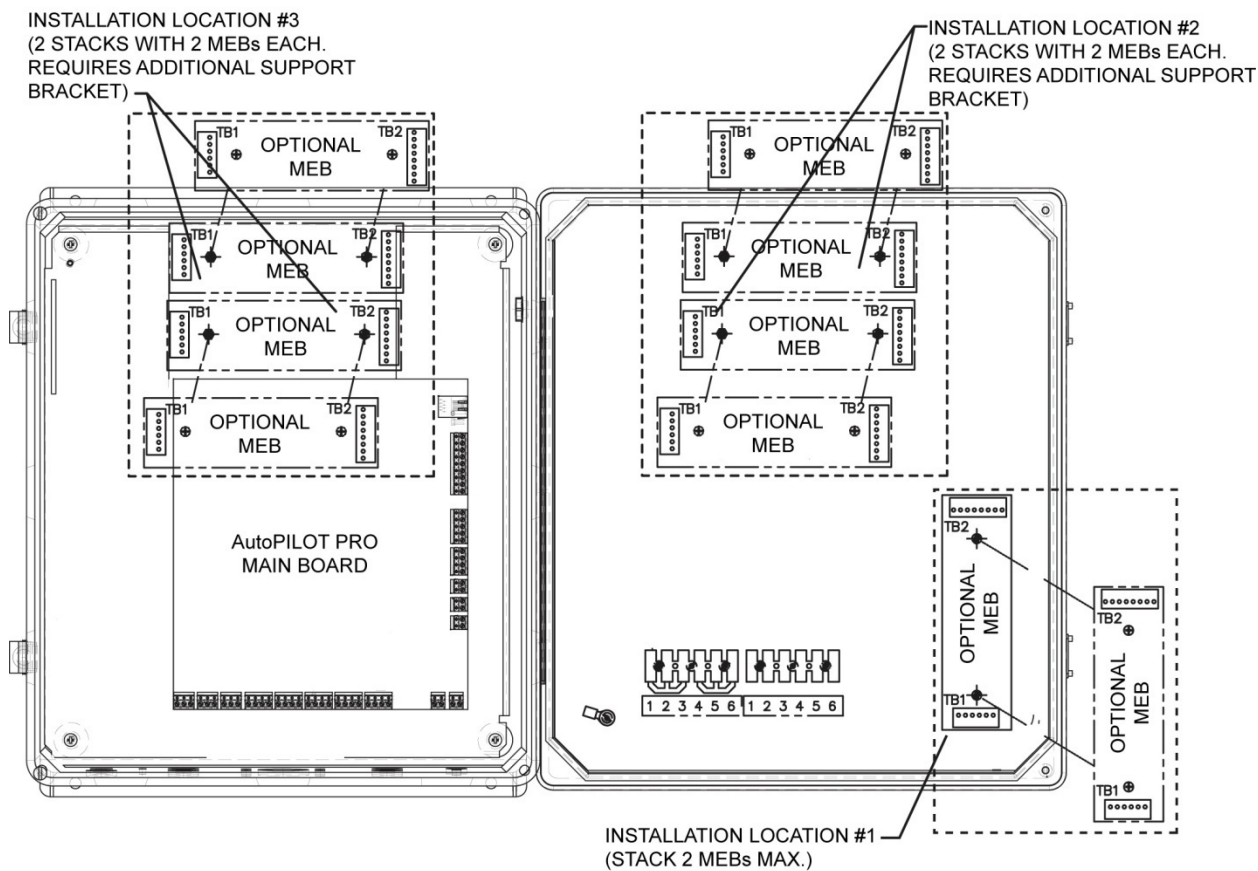 INSTALLATION LOCATION #3
(2 STACKS WITH 2 MEBs EACH.
REQUIRES ADDITIONAL SUPPORT
BRACKET)
INSTALLATION LOCATION #2
(2 STACKS WITH 2 MEBs EACH.
REQUIRES ADDITIONAL SUPPORT
BRACKET)
TB1 OPTIONAL TB2
MEB
TB1 OPTIONAL TB2
MEB
TB1 OPTIONAL TB2
MEB
TB1 OPTIONAL TB2
MEB
AutoPILOT PRO
MAIN BOARD
TB1 OPTIONAL TB2
MEB
TB1 OPTIONAL TB2
MEB
TB1 OPTIONAL TB2
MEB
TB1 OPTIONAL TB2
MEB
1 2 3 4 5 6 1 2 3 4 5 6
TB2
OPTIONAL
MEB
TB1
TB2
OPTIONAL
MEB
TB1
INSTALLATION LOCATION #1
(STACK 2 MEBs MAX.)